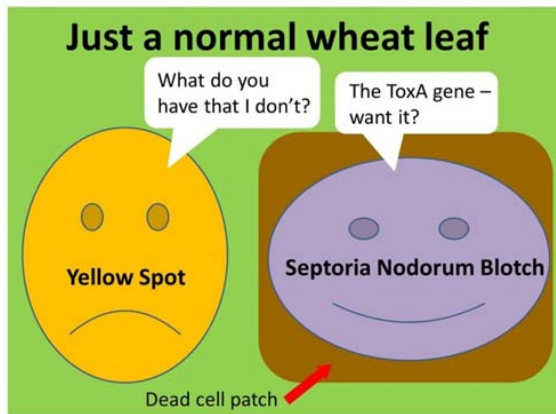 Just a normal wheat leaf
What do you
have that I don't?
The ToxA gene –
want it?
Yellow Spot
Septoria Nodorum Blotch
Dead cell patch